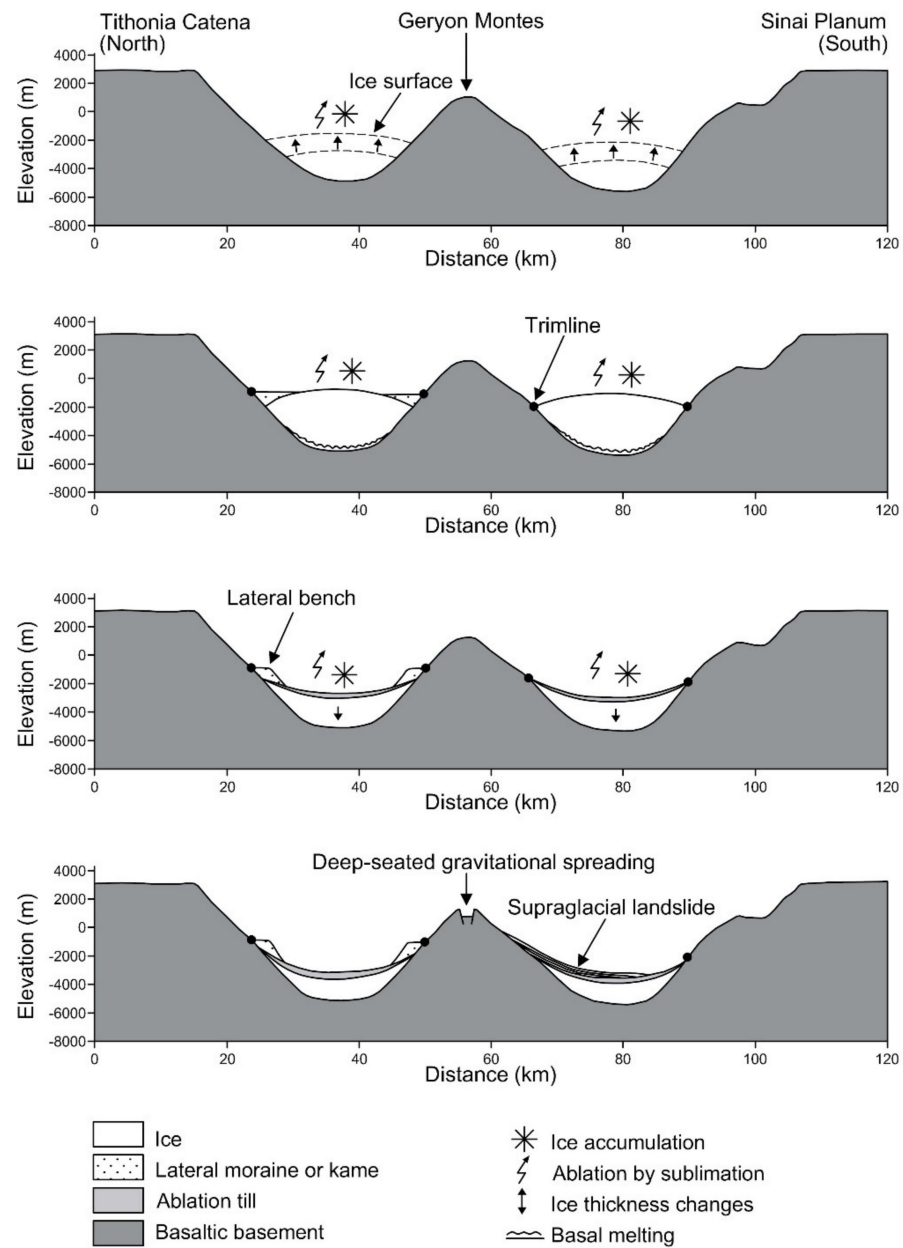 Tithonia Catena
(North)
Geryon Montes
Sinai Planum
(South)
Ice surface
Elevation (m)
4000
2000
0
-2000
-4000
-6000
-8000
0 20 40 60 80 100 120
Distance (km)
Trimline
Elevation (m)
4000
2000
0
-2000
-4000
-6000
-8000
0 20 40 60 80 100 120
Distance (km)
Lateral bench
Elevation (m)
4000
2000
0
-2000
-4000
-6000
-8000
0 20 40 60 80 100 120
Distance (km)
Deep-seated gravitational spreading
Supraglacial landslide
Elevation (m)
4000
2000
0
-2000
-4000
-6000
-8000
0 20 40 60 80 100 120
Distance (km)
Ice
Lateral moraine or kame
Ablation till
Basaltic basement
Ice accumulation
Ablation by sublimation
Ice thickness changes
Basal melting